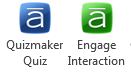 ā ā
Quizmaker Engage
Quiz Interaction